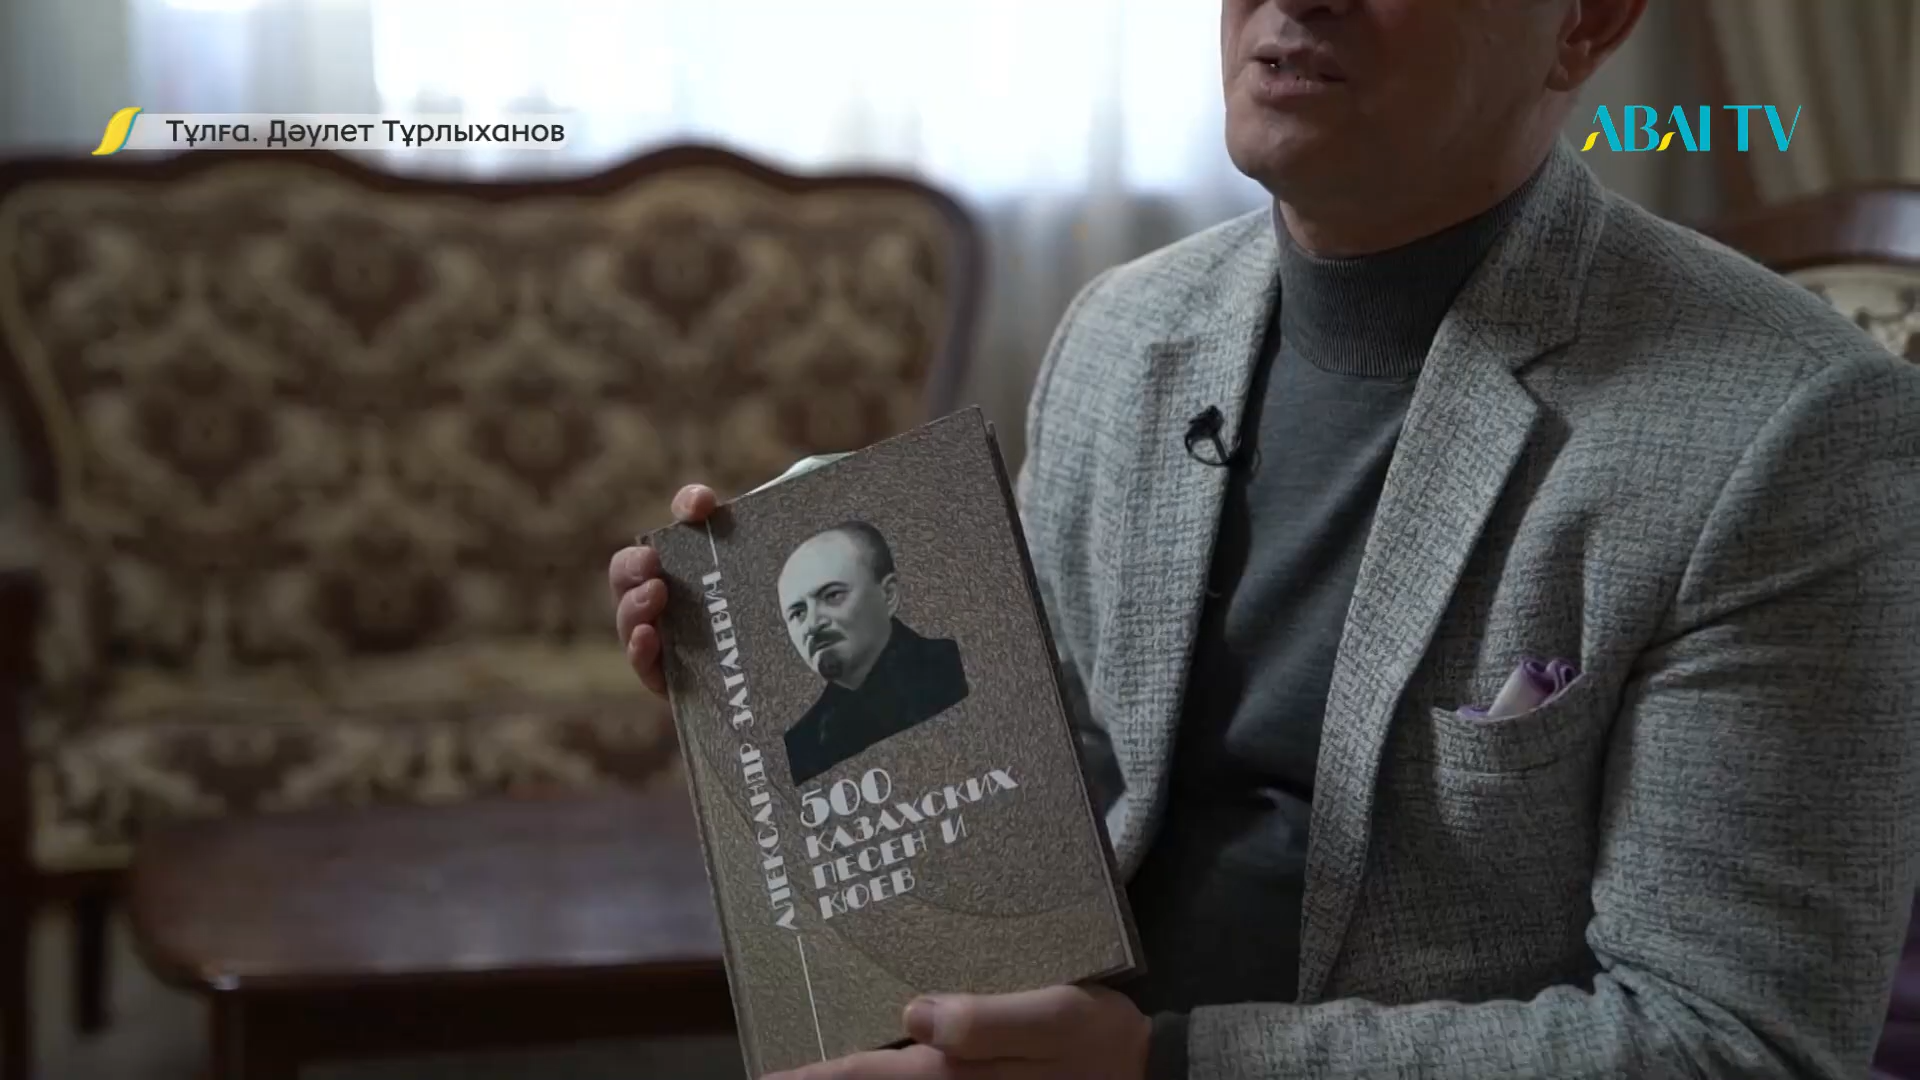 Тұлға. Дәулет Тұрлыханов
ABAI TV
АЛЕКСАНДР ЗАТАЕВИЧ
500
КАЗАХСКИХ
ПЕСЕН И
КЮЕВ